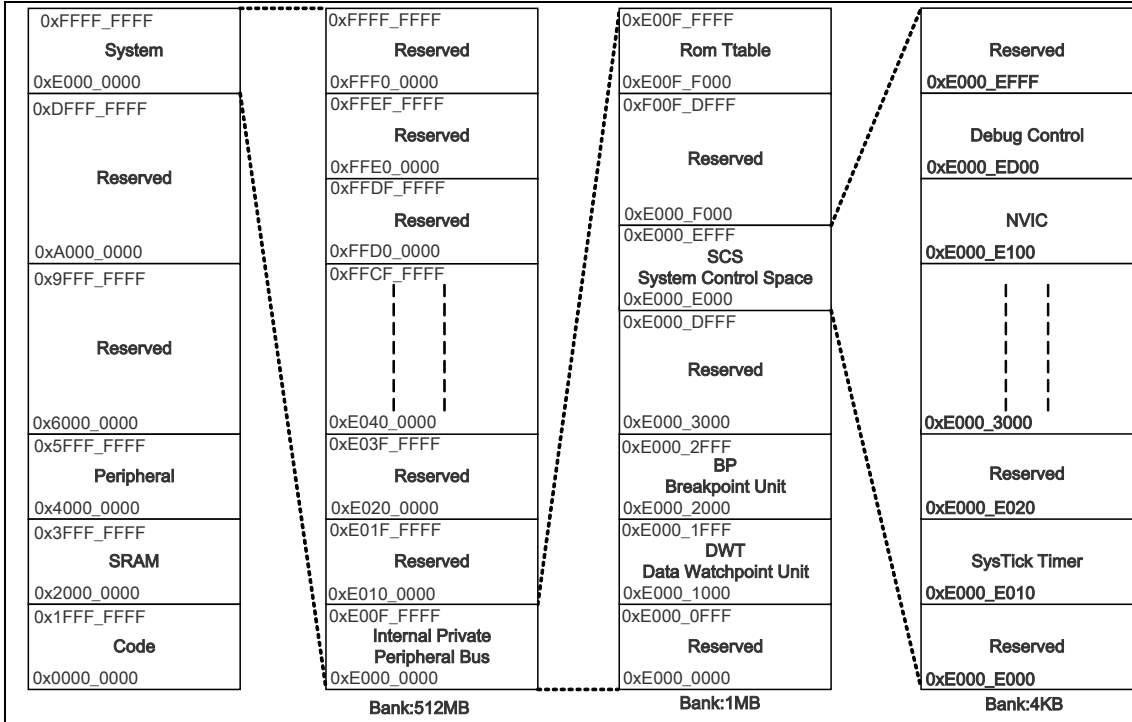 0xFFFF_FFFF
System
0xE000_0000
0xDFFF_FFFF
Reserved
0xA000_0000
0x9FFF_FFFF
Reserved
0x6000_0000
0x5FFF_FFFF
Peripheral
0x4000_0000
0x3FFF_FFFF
SRAM
0x2000_0000
0x1FFF_FFFF
Code
0x0000_0000
0xFFFF_FFFF
Reserved
0xFFF0_0000
0xFFEF_FFFF
Reserved
0xFFE0_0000
0xFFDF_FFFF
Reserved
0xFFD0_0000
0xFFCF_FFFF
0xE040_0000
0xE03F_FFFF
Reserved
0xE020_0000
0xE01F_FFFF
Reserved
0xE010_0000
0xE00F_FFFF
Internal Private
Peripheral Bus
0xE000_0000
Bank:512MB
0xE00F_FFFF
Rom Ttable
0xE00F_F000
0xF00F_DFFF
Reserved
0xE000_F000
0xE000_EFFF
SCS
System Control Space
0xE000_E000
0xE000_DFFF
Reserved
0xE000_3000
0xE000_2FFF
BP
Breakpoint Unit
0xE000_2000
0xE000_1FFF
DWT
Data Watchpoint Unit
0xE000_1000
0xE000_0FFF
Reserved
0xE000_0000
Bank:1MB
Reserved
0xE000_EFFF
Debug Control
0xE000_ED00
NVIC
0xE000_E100
0xE000_3000
Reserved
0xE000_E020
SysTick Timer
0xE000_E010
Reserved
0xE000_E000
Bank:4KB